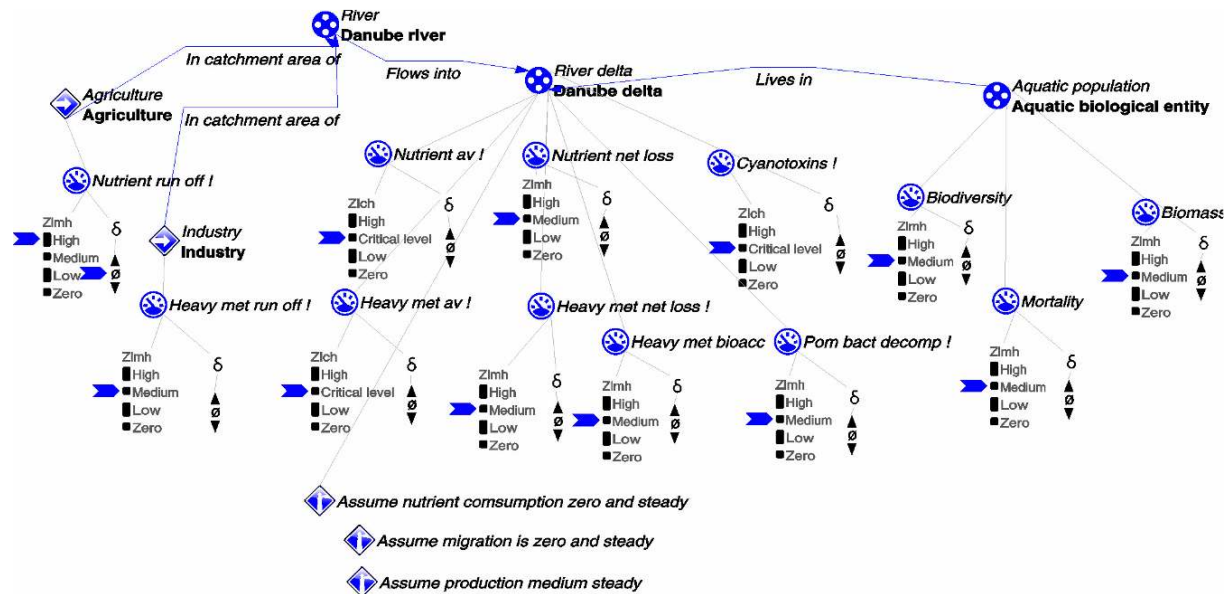 River
Danube river
In catchment area of
Flows into
River delta
Danube delta
Lives in
Aquatic population
Aquatic biological entity
Agriculture
Agriculture
In catchment area of
Nutrient run off !
Zlmh
High
Medium
Low
Zero
δ
ø
Industry
Industry
Nutrient av !
Zlch
High
Critical level
Low
Zero
δ
ø
Nutrient net loss
Zlmh
High
Medium
Low
Zero
δ
ø
Cyanotoxins !
Zlch
High
Critical level
Low
Zero
δ
ø
Biodiversity
Zlmh
High
Medium
Low
Zero
δ
ø
Biomass
Zlmh
High
Medium
Low
Zero
δ
ø
Heavy met run off !
Zlmh
High
Medium
Low
Zero
δ
ø
Heavy met av !
Zlch
High
Critical level
Low
Zero
δ
ø
Heavy met net loss !
Zlmh
High
Medium
Low
Zero
δ
ø
Heavy met bioacc
Zlmh
High
Medium
Low
Zero
δ
ø
Pom bact decomp !
Zlmh
High
Medium
Low
Zero
δ
ø
Mortality
Zlmh
High
Medium
Low
Zero
δ
ø
Assume nutrient comsumption zero and steady
Assume migration is zero and steady
Assume production medium steady